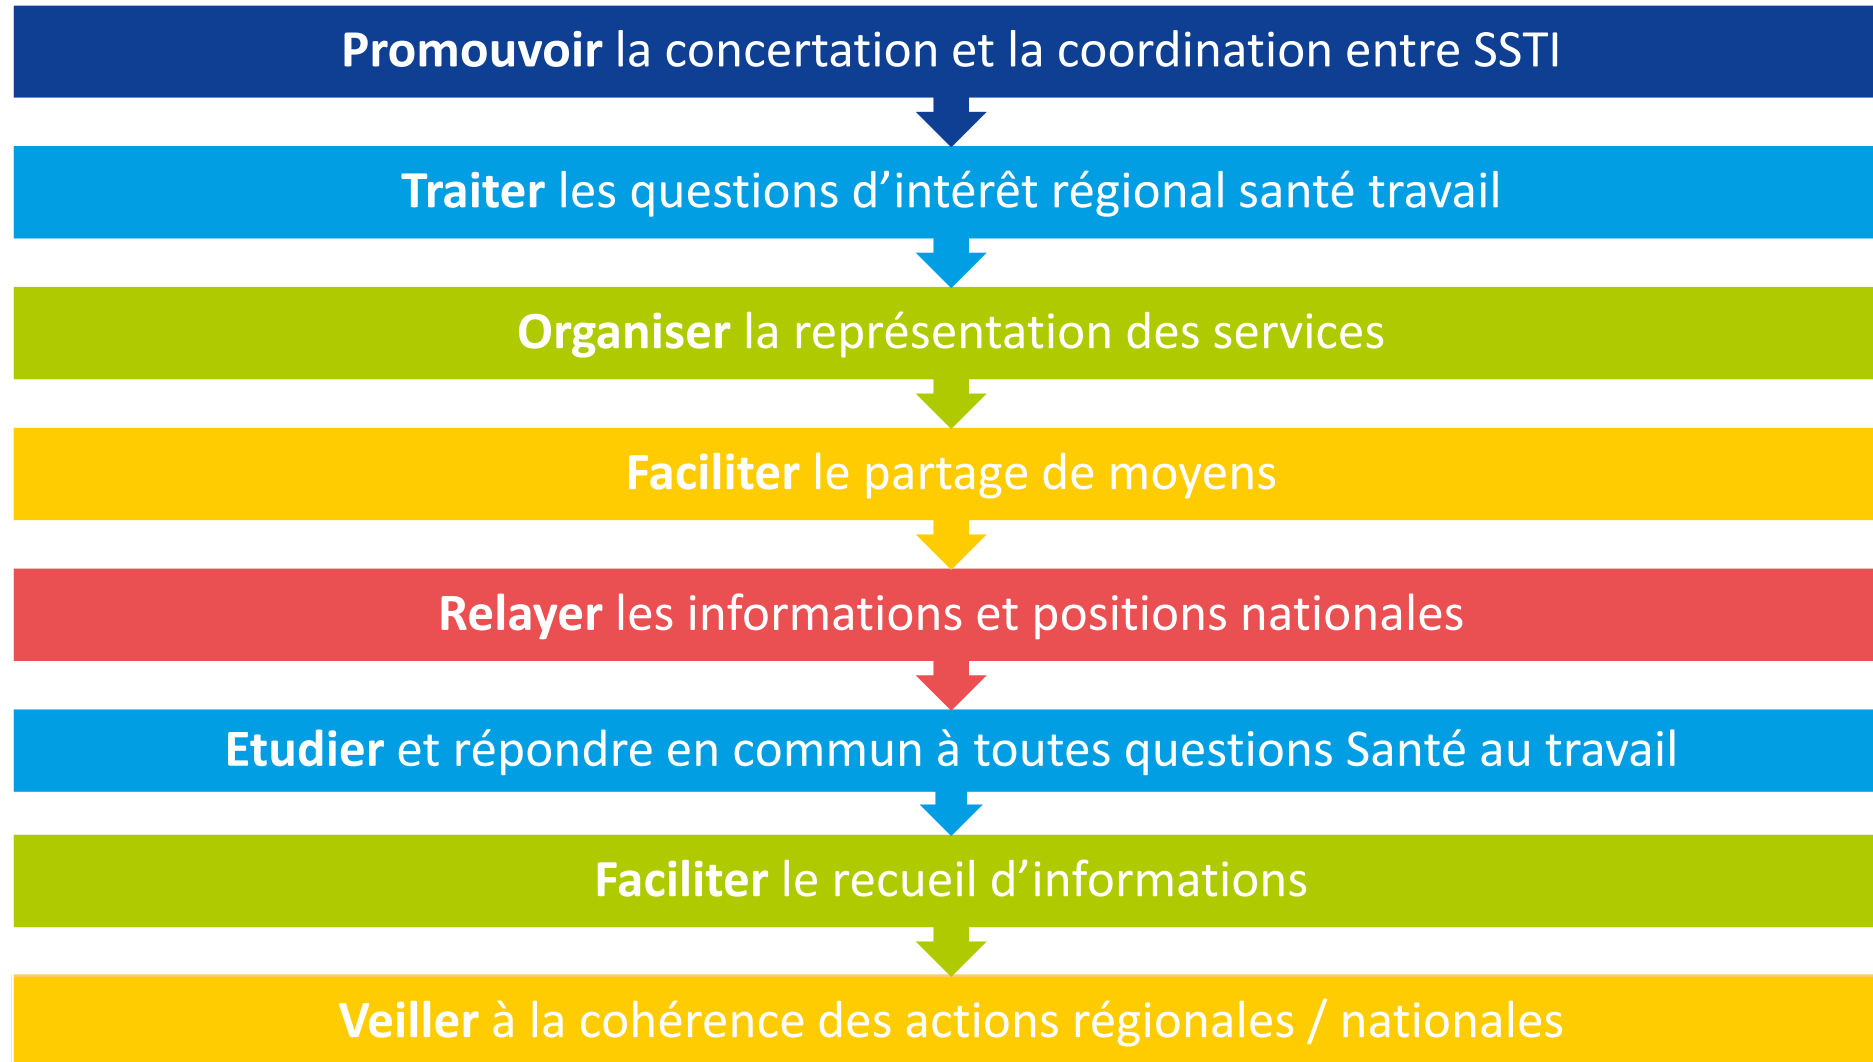 Promouvoir la concertation et la coordination entre SSTI
Traiter les questions d’intérêt régional santé travail
Organiser la représentation des services
Faciliter le partage de moyens
Relayer les informations et positions nationales
Etudier et répondre en commun à toutes questions Santé au travail
Faciliter le recueil d’informations
Veiller à la cohérence des actions régionales / nationales